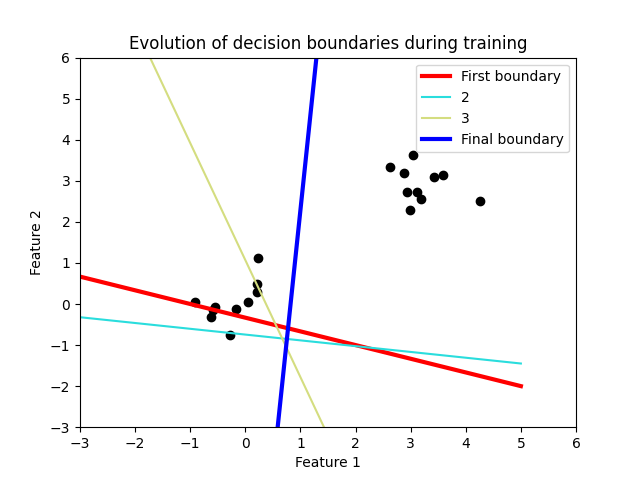 Evolution of decision boundaries during training
First boundary
2
3
Final boundary
6
5
4
3
2
1
0
−1
−2
−3
Feature 2
−3 −2 −1 0 1 2 3 4 5 6
Feature 1